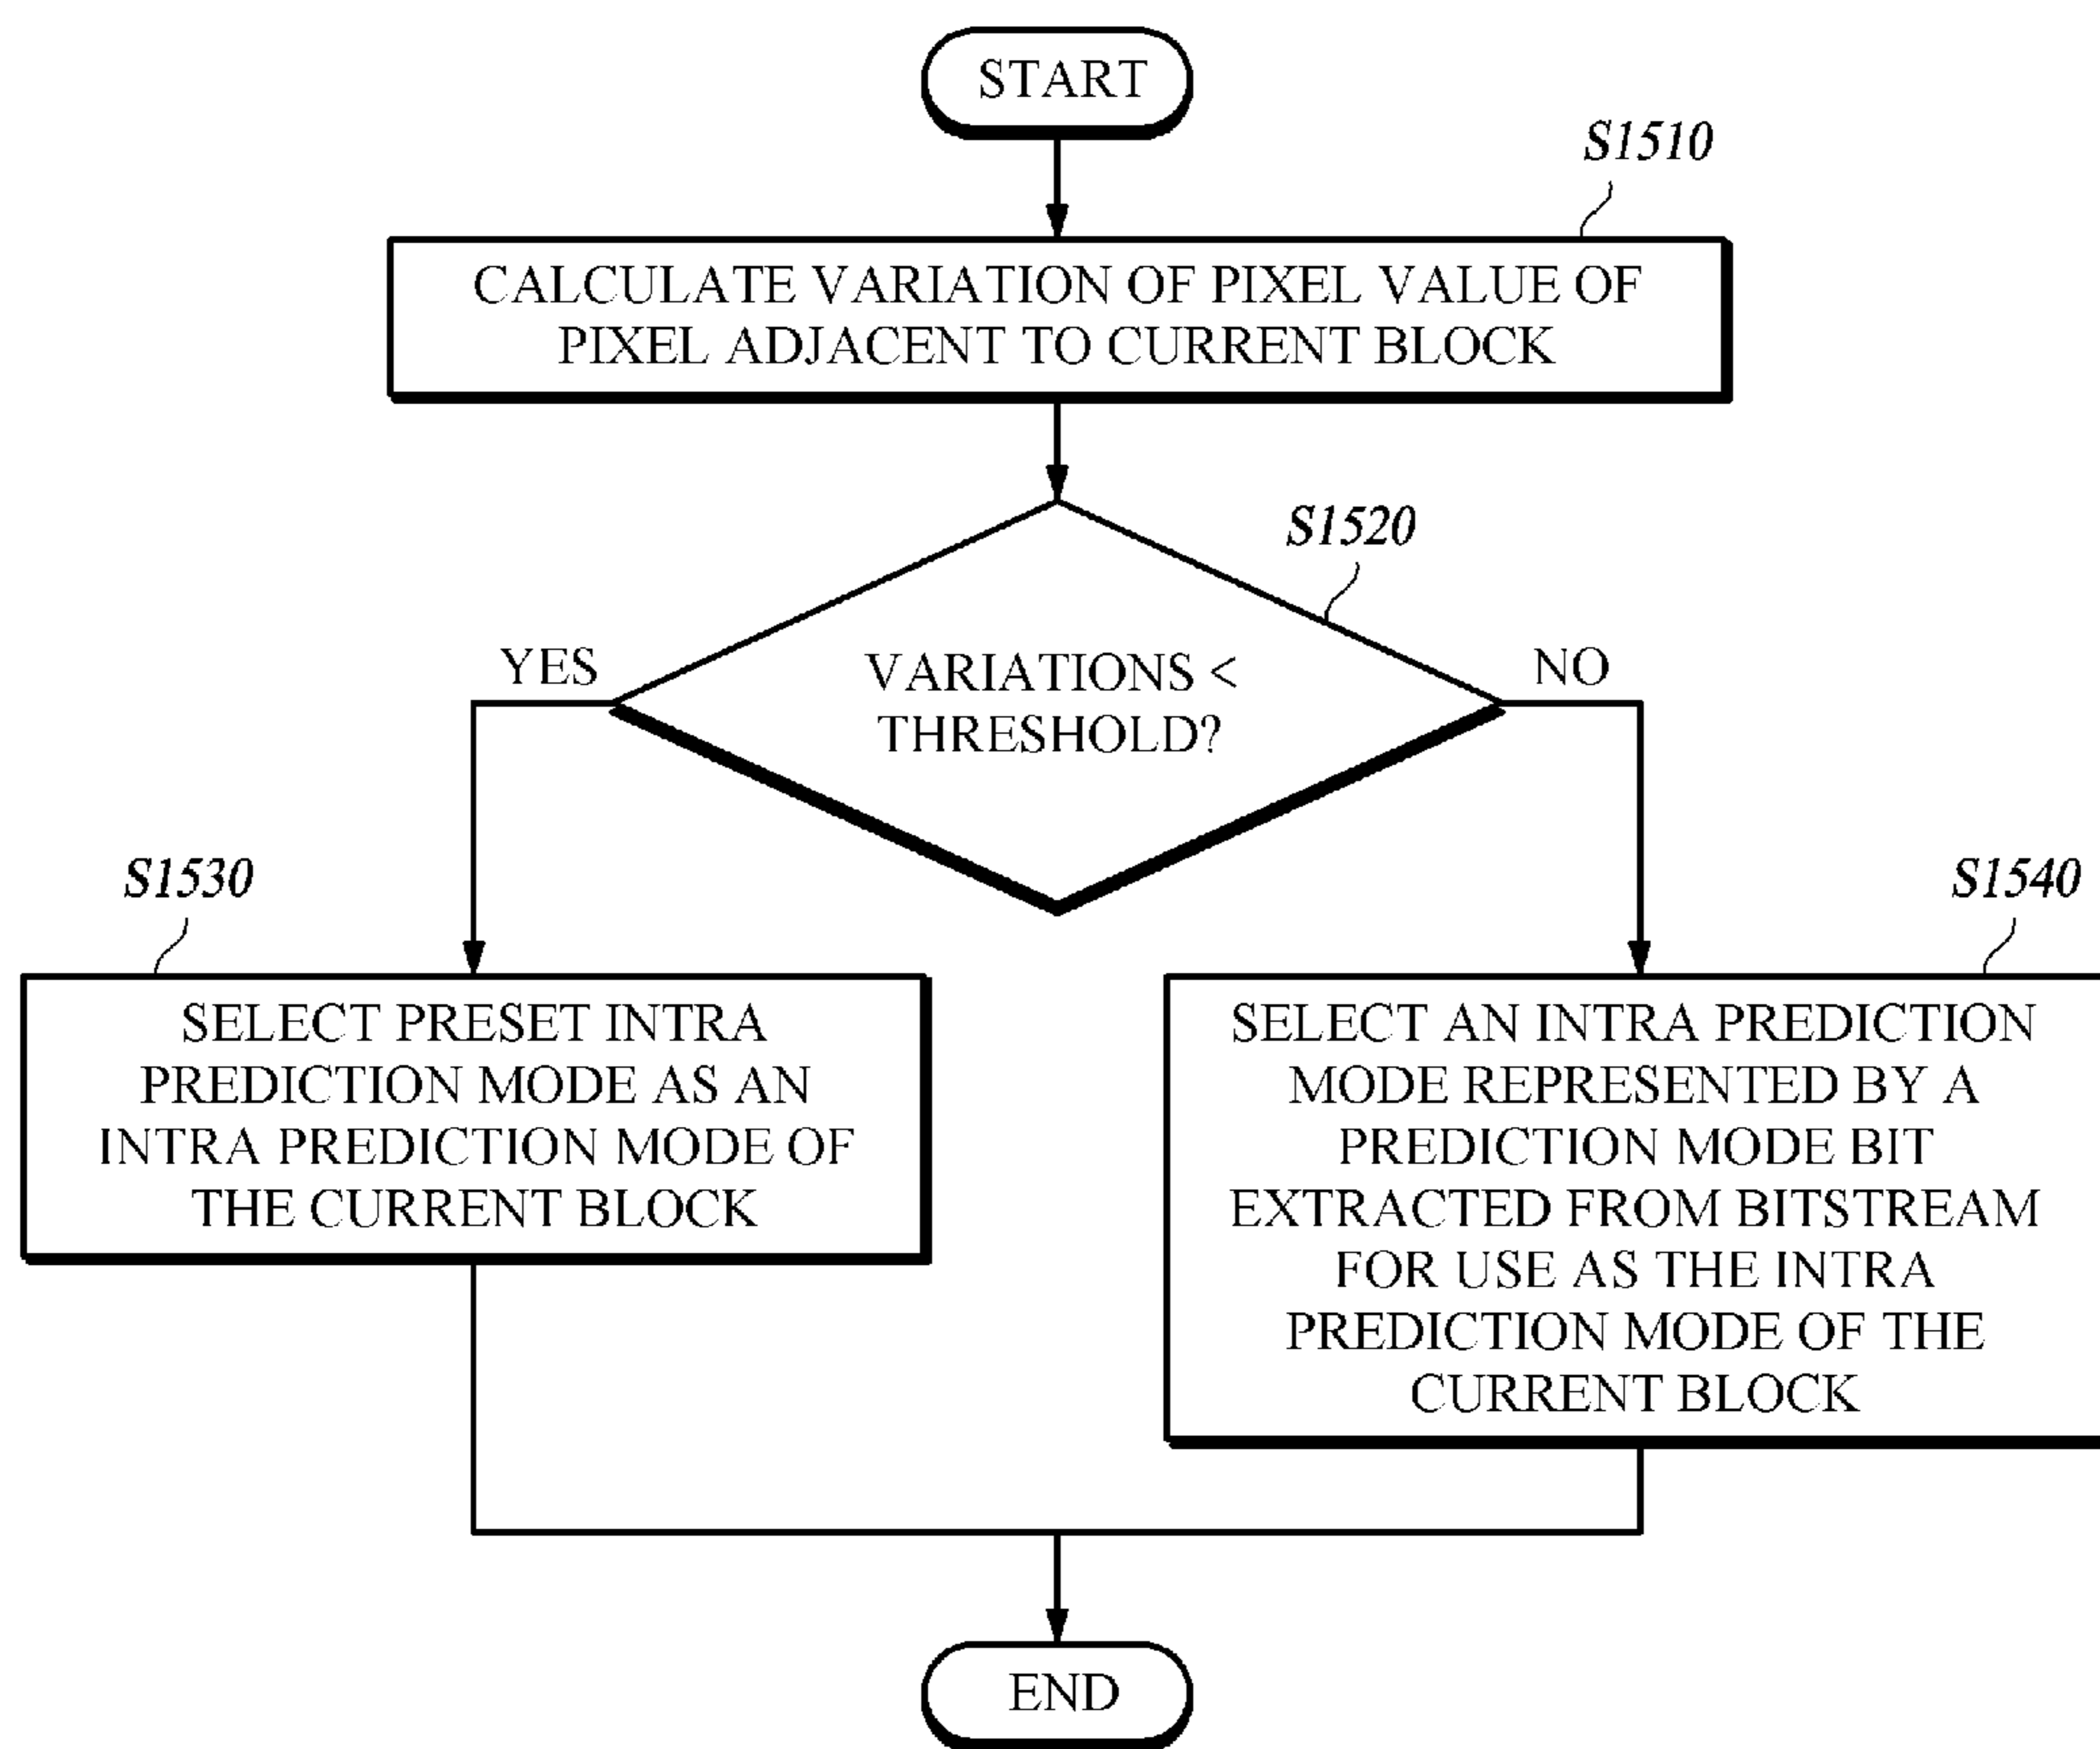 START
S1510
CALCULATE VARIATION OF PIXEL VALUE OF
PIXEL ADJACENT TO CURRENT BLOCK
S1520
YES
VARIATIONS <
THRESHOLD?
NO
S1530
SELECT PRESET INTRA
PREDICTION MODE AS AN
INTRA PREDICTION MODE OF
THE CURRENT BLOCK
S1540
SELECT AN INTRA PREDICTION
MODE REPRESENTED BY A
PREDICTION MODE BIT
EXTRACTED FROM BITSTREAM
FOR USE AS THE INTRA
PREDICTION MODE OF THE
CURRENT BLOCK
END